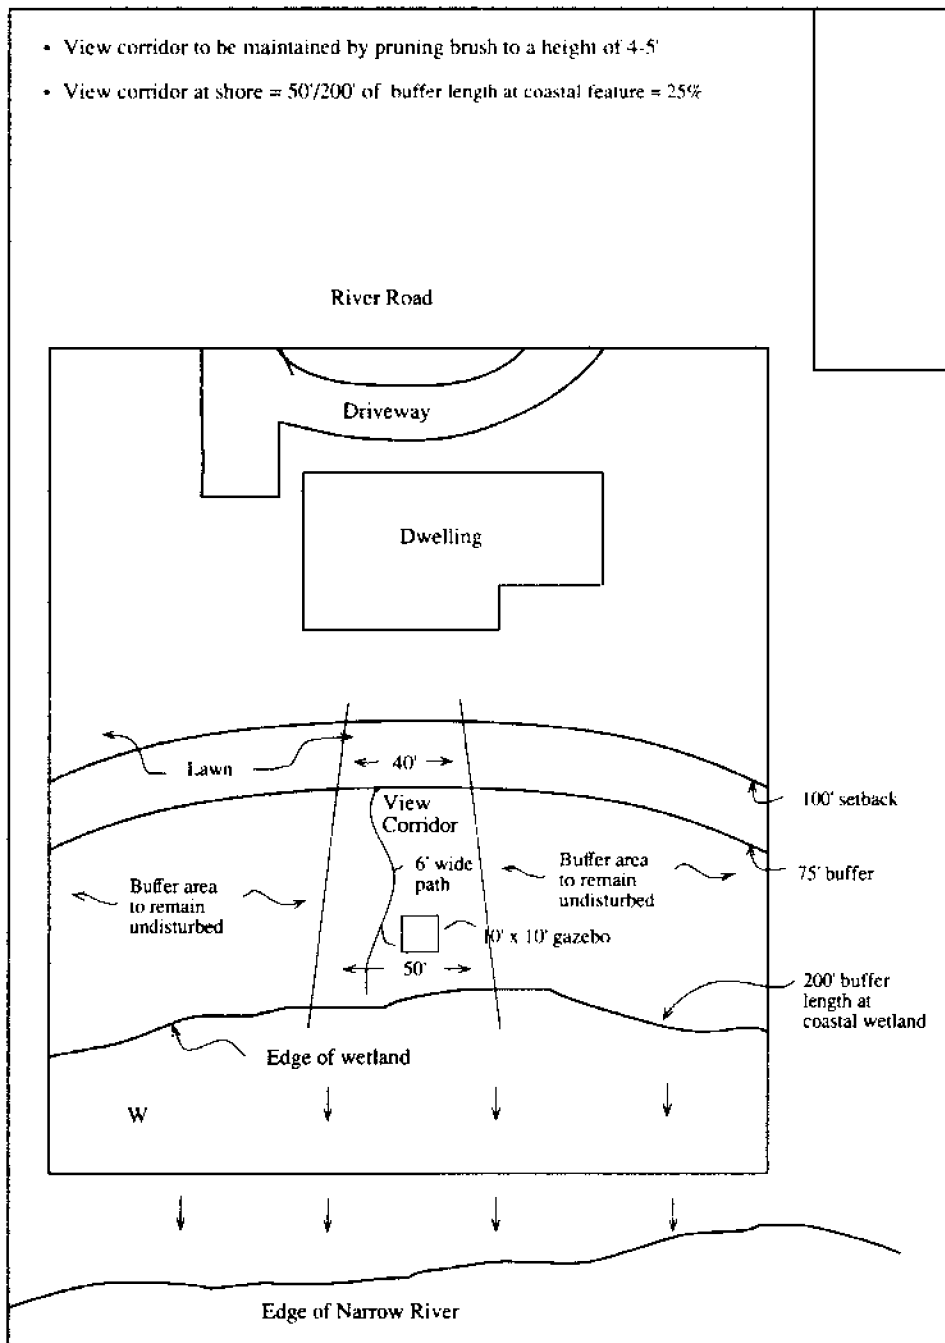 • View corridor to be maintained by pruning brush to a height of 4-5'
• View corridor at shore = 50'/200' of buffer length at coastal feature = 25%
River Road
Driveway
Dwelling
Lawn
40'
100' setback
View
Corridor
6' wide
path
Buffer area
to remain
undisturbed
75' buffer
Buffer area
to remain
undisturbed
10' x 10' gazebo
50'
200' buffer
length at
coastal wetland
Edge of wetland
W
Edge of Narrow River